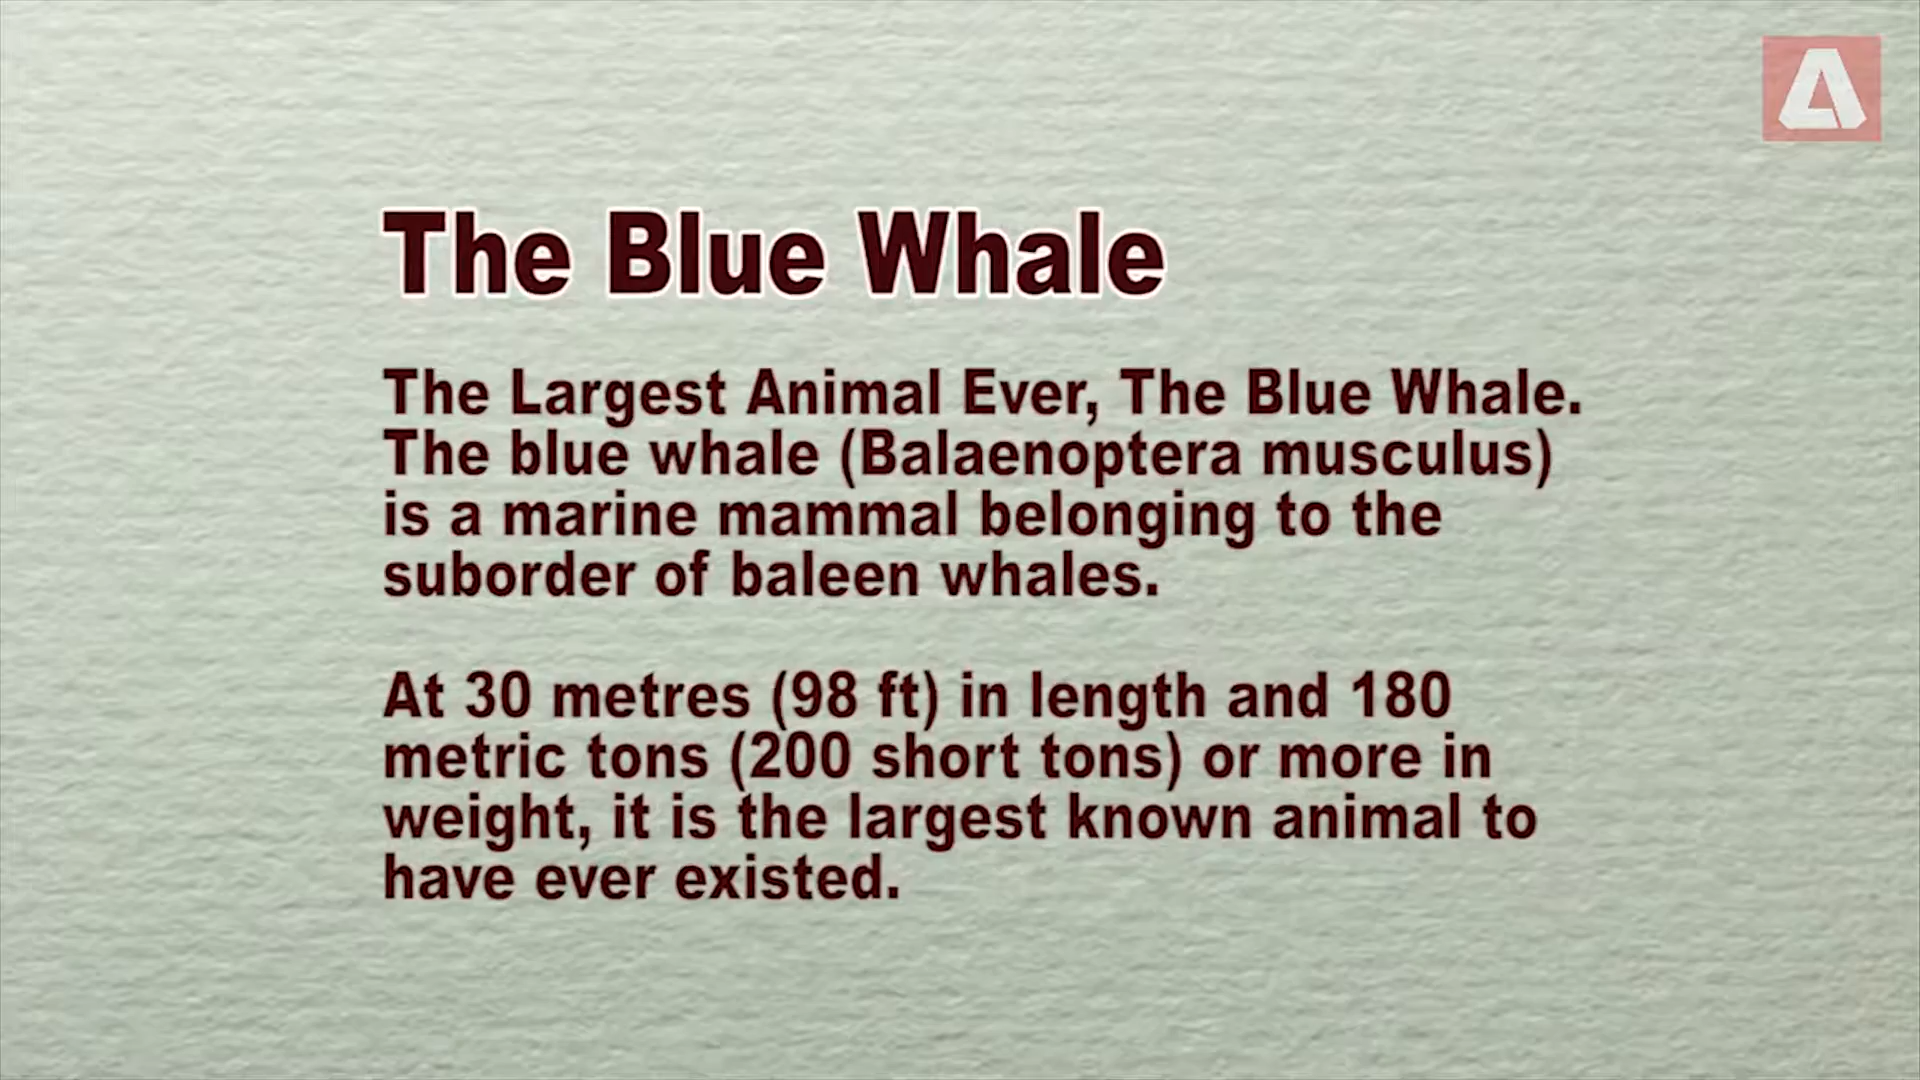 The Blue Whale
The Largest Animal Ever, The Blue Whale.
The blue whale (Balaenoptera musculus)
is a marine mammal belonging to the
suborder of baleen whales.
At 30 metres (98 ft) in length and 180
metric tons (200 short tons) or more in
weight, it is the largest known animal to
have ever existed.